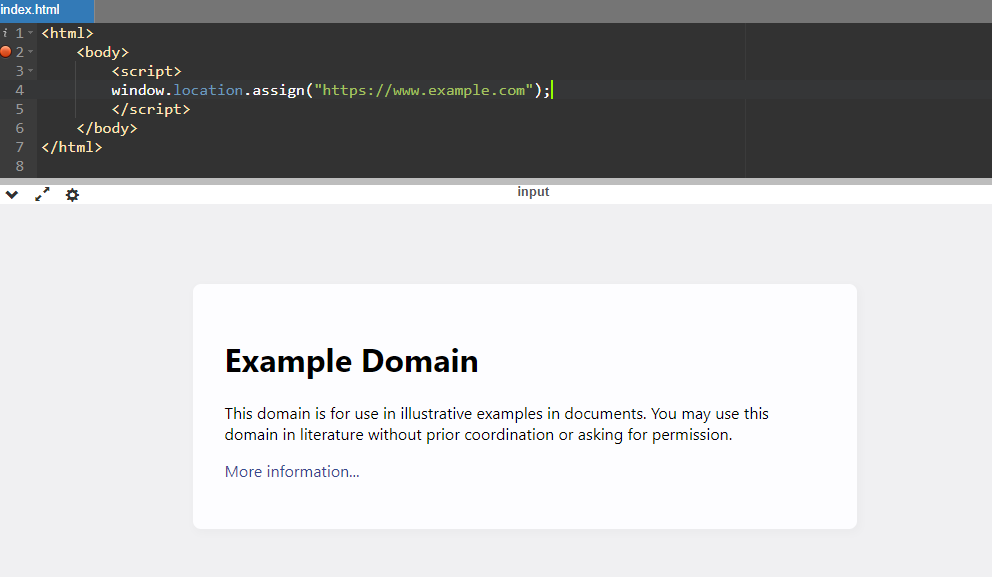 index.html
i 1 <html>
2 <body>
3 <script>
4 window.location.assign("https://www.example.com");
5 </script>
6 </body>
7 </html>
8
input
Example Domain
This domain is for use in illustrative examples in documents. You may use this
domain in literature without prior coordination or asking for permission.
More information...